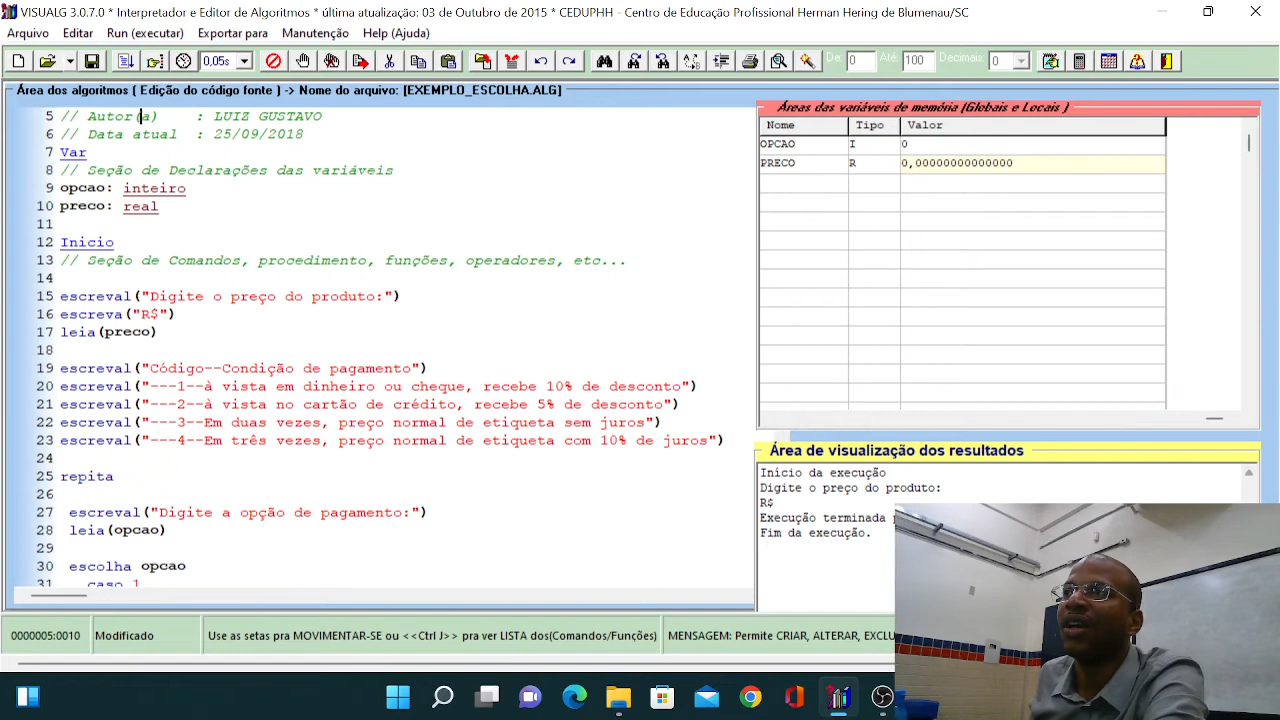 VISUALG 3.0.7.0 * Interpretador e Editor de Algoritmos * última atualização: 03 de Outubro de 2015 * CEDUPHH - Centro de Educação Profissional Herman Hering de Blumenau/SC
Arquivo Editar Run (executar) Exportar para Manutenção Help (Ajuda)
0,05s De: 0 Até: 100 Decimais: 0
Área dos algoritmos ( Edição do código fonte ) -> Nome do arquivo: [EXEMPLO_ESCOLHA.ALG]
5 // Autor(a) : LUIZ GUSTAVO
6 // Data atual : 25/09/2018
7 Var
8 // Seção de Declarações das variáveis
9 opcao: inteiro
10 preco: real
11
12 Inicio
13 // Seção de Comandos, procedimento, funções, operadores, etc...
14
15 escreval("Digite o preço do produto:")
16 escreva("R$")
17 leia(preco)
18
19 escreval("Código--Condição de pagamento")
20 escreval("---1--à vista em dinheiro ou cheque, recebe 10% de desconto")
21 escreval("---2--à vista no cartão de crédito, recebe 5% de desconto")
22 escreval("---3--Em duas vezes, preço normal de etiqueta sem juros")
23 escreval("---4--Em três vezes, preço normal de etiqueta com 10% de juros")
24
25 repita
26
27 escreval("Digite a opção de pagamento:")
28 leia(opcao)
29
30 escolha opcao
31 caso 1
Áreas das variáveis de memória (Globais e Locais )
Nome Tipo Valor
OPCAO I 0
PRECO R 0,00000000000000
Área de visualização dos resultados
Início da execução
Digite o preço do produto:
R$
Execução terminada
Fim da execução.
0000005:0010 Modificado Use as setas pra MOVIMENTAR-SE ou <<Ctrl J>> pra ver LISTA dos(Comandos/Funções) MENSAGEM: Permite CRIAR, ALTERAR,